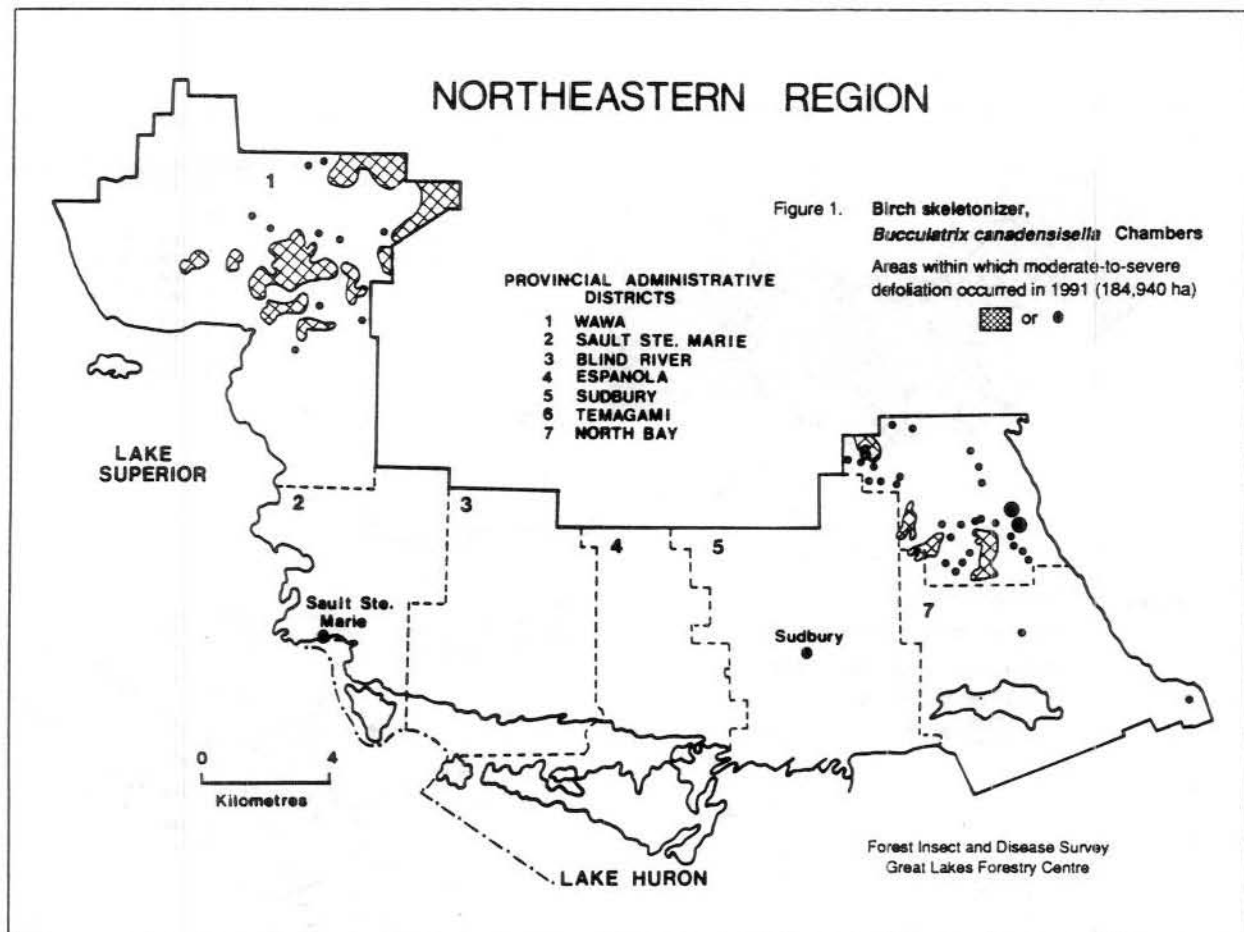 NORTHEASTERN REGION
Figure 1. Birch skeletonizer,
Bucculatrix canadensisella Chambers
Areas within which moderate-to-severe
defoliation occurred in 1991 (184,940 ha)
or
PROVINCIAL ADMINISTRATIVE
DISTRICTS
1 WAWA
2 SAULT STE. MARIE
3 BLIND RIVER
4 ESPANOLA
5 SUDBURY
6 TEMAGAMI
7 NORTH BAY
1
6
LAKE
SUPERIOR
2
3
4
5
7
Sault Ste.
Marie
Sudbury
0 4
Kilometres
LAKE HURON
Forest Insect and Disease Survey
Great Lakes Forestry Centre